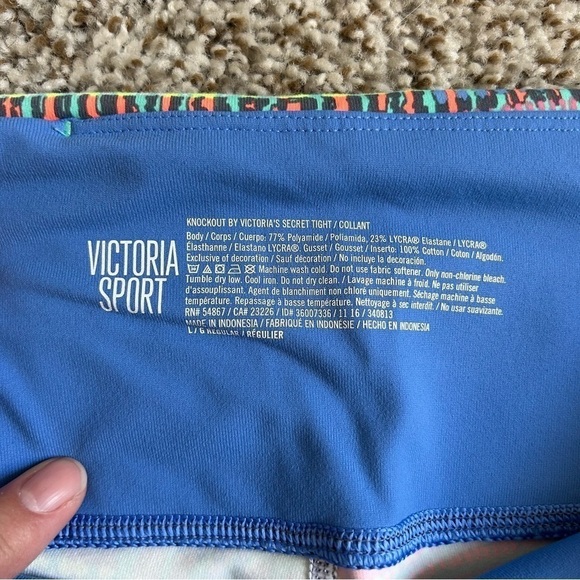 VICTORIA
SPORT
KNOCKOUT BY VICTORIA'S SECRET TIGHT / COLLANT
Body / Corps / Cuerpo: 77% Polyamide / Poliamida, 23% LYCRA® Elastane / LYCRA®
Élasthanne / Elastano LYCRA®. Gusset / Gousset / Inserto: 100% Cotton / Coton / Algodón.
Exclusive of decoration / Sauf décoration / No incluye la decoración.
Machine wash cold. Do not use fabric softener. Only non-chlorine bleach.
Tumble dry low. Cool iron. Do not dry clean. / Lavage machine à froid. Ne pas utiliser
d'assouplissant. Agent de blanchiment non chloré uniquement. Séchage machine à basse
température. Repassage à basse température. Nettoyage à sec interdit. / No usar suavizante.
RN# 54867 / CA# 23226 / ID# 36007336 / 11 16 / 340813
MADE IN INDONESIA / FABRIQUÉ EN INDONÉSIE / HECHO EN INDONESIA
L / G REGULAR / RÉGULIER